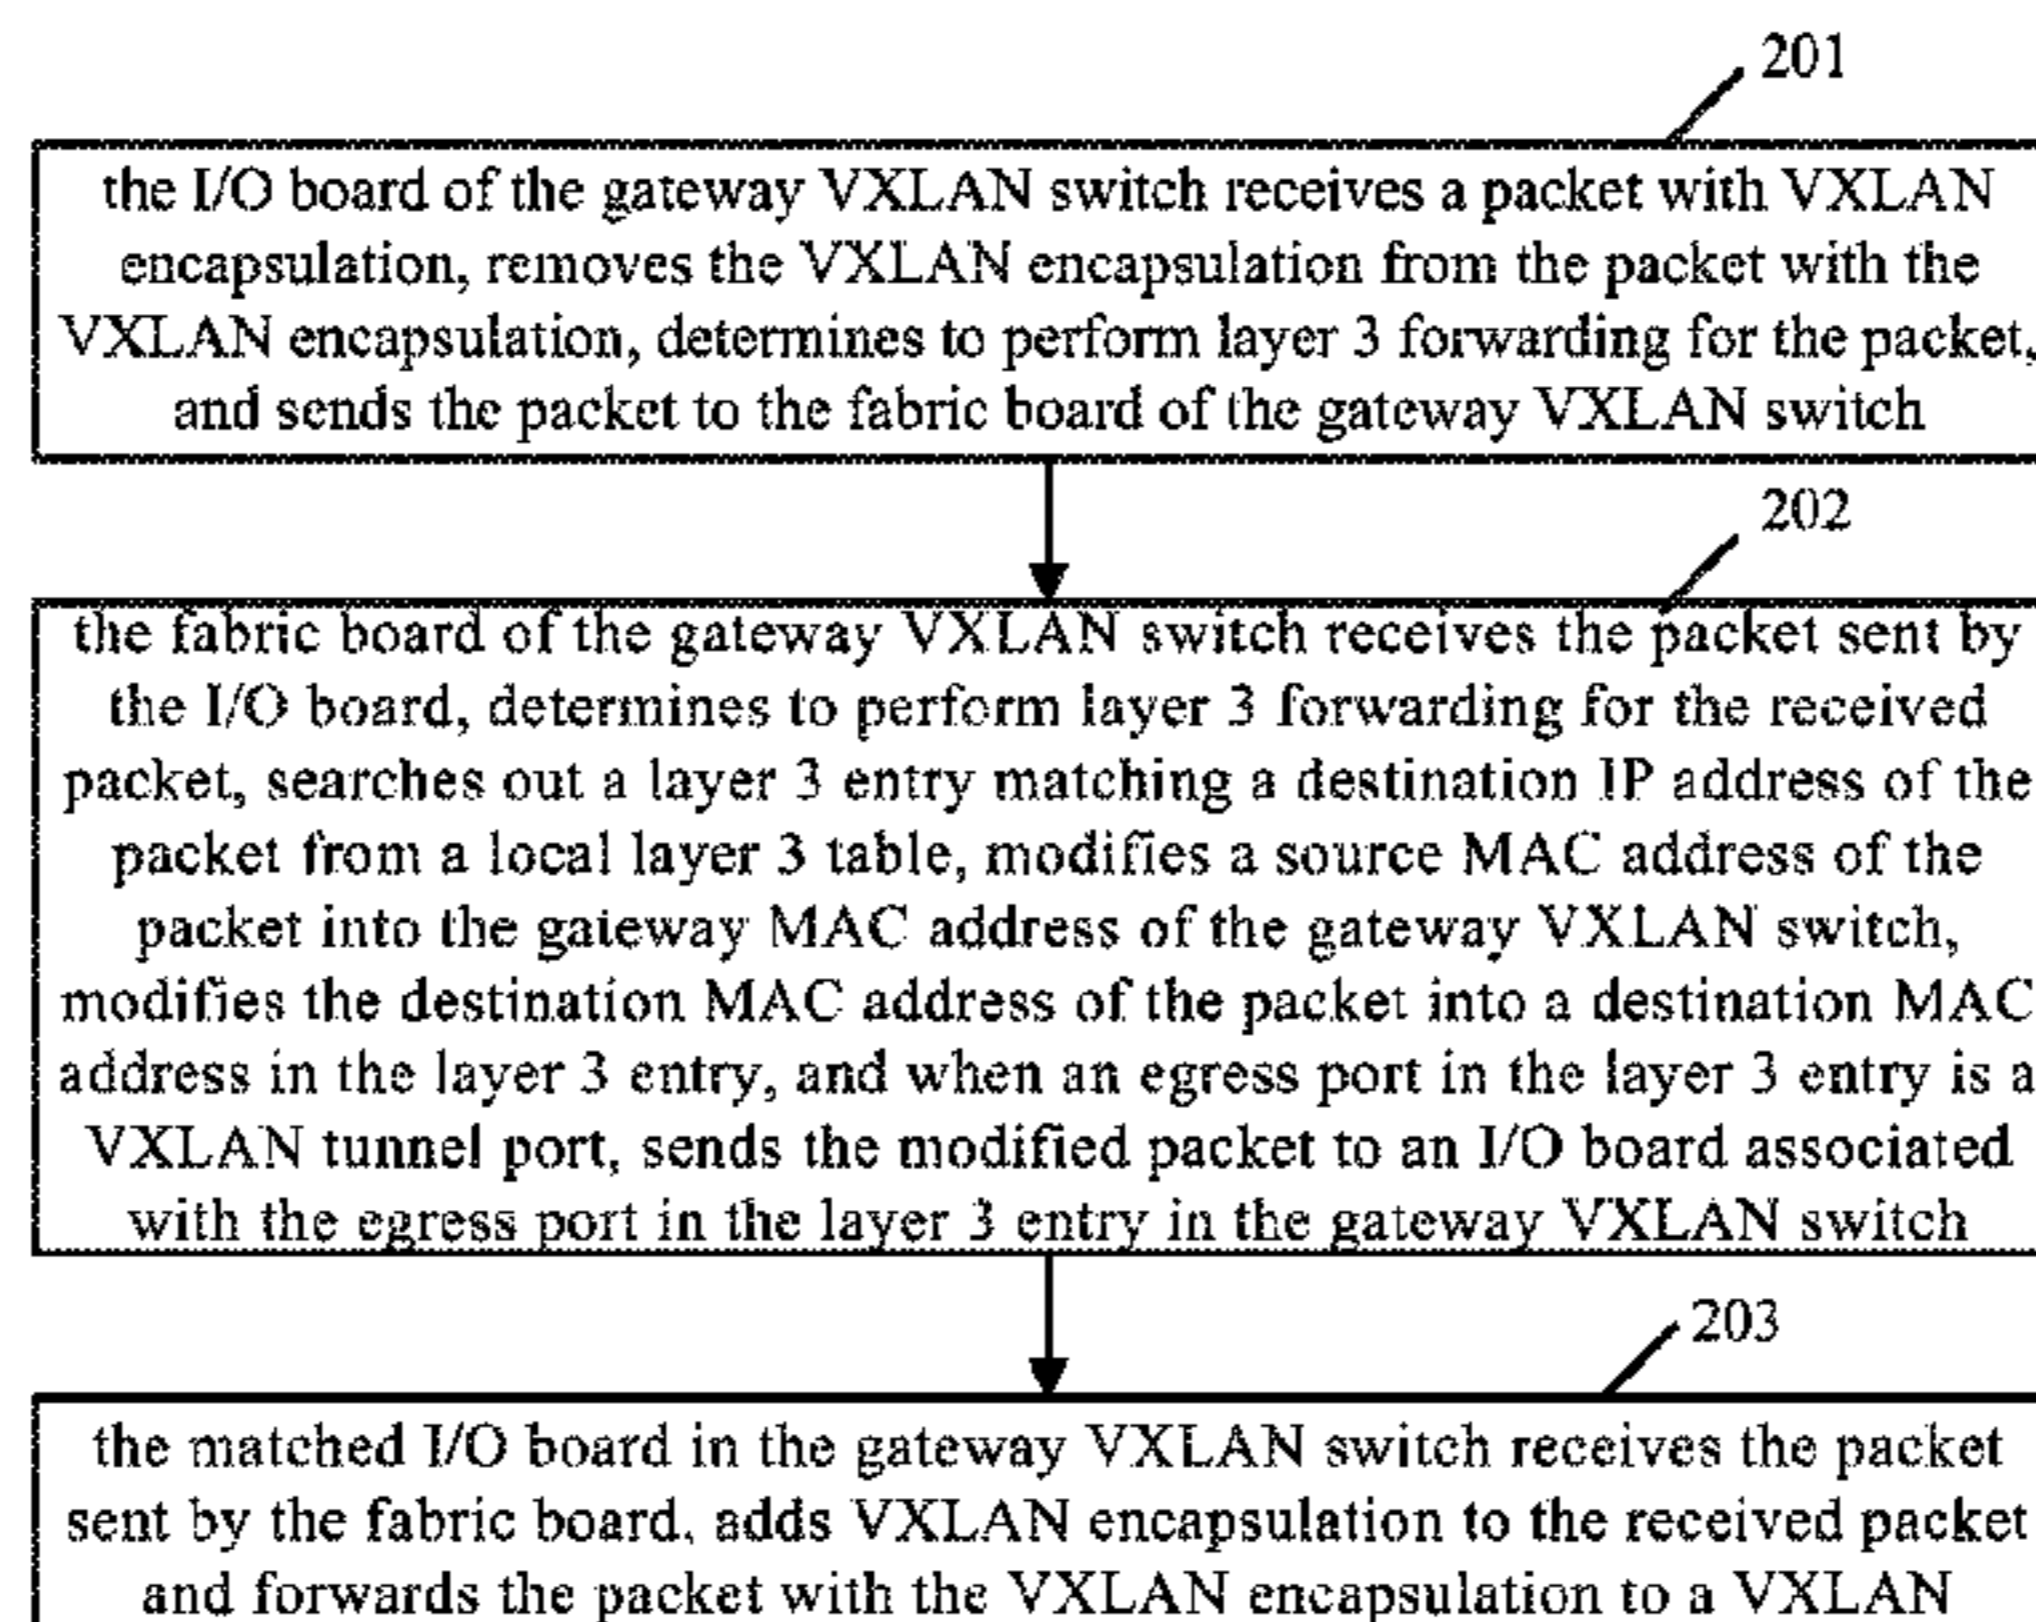 201
the I/O board of the gateway VXLAN switch receives a packet with VXLAN
encapsulation, removes the VXLAN encapsulation from the packet with the
VXLAN encapsulation, determines to perform layer 3 forwarding for the packet,
and sends the packet to the fabric board of the gateway VXLAN switch
202
the fabric board of the gateway VXLAN switch receives the packet sent by
the I/O board, determines to perform layer 3 forwarding for the received
packet, searches out a layer 3 entry matching a destination IP address of the
packet from a local layer 3 table, modifies a source MAC address of the
packet into the gateway MAC address of the gateway VXLAN switch,
modifies the destination MAC address of the packet into a destination MAC
address in the layer 3 entry, and when an egress port in the layer 3 entry is a
VXLAN tunnel port, sends the modified packet to an I/O board associated
with the egress port in the layer 3 entry in the gateway VXLAN switch
203
the matched I/O board in the gateway VXLAN switch receives the packet
sent by the fabric board, adds VXLAN encapsulation to the received packet
and forwards the packet with the VXLAN encapsulation to a VXLAN